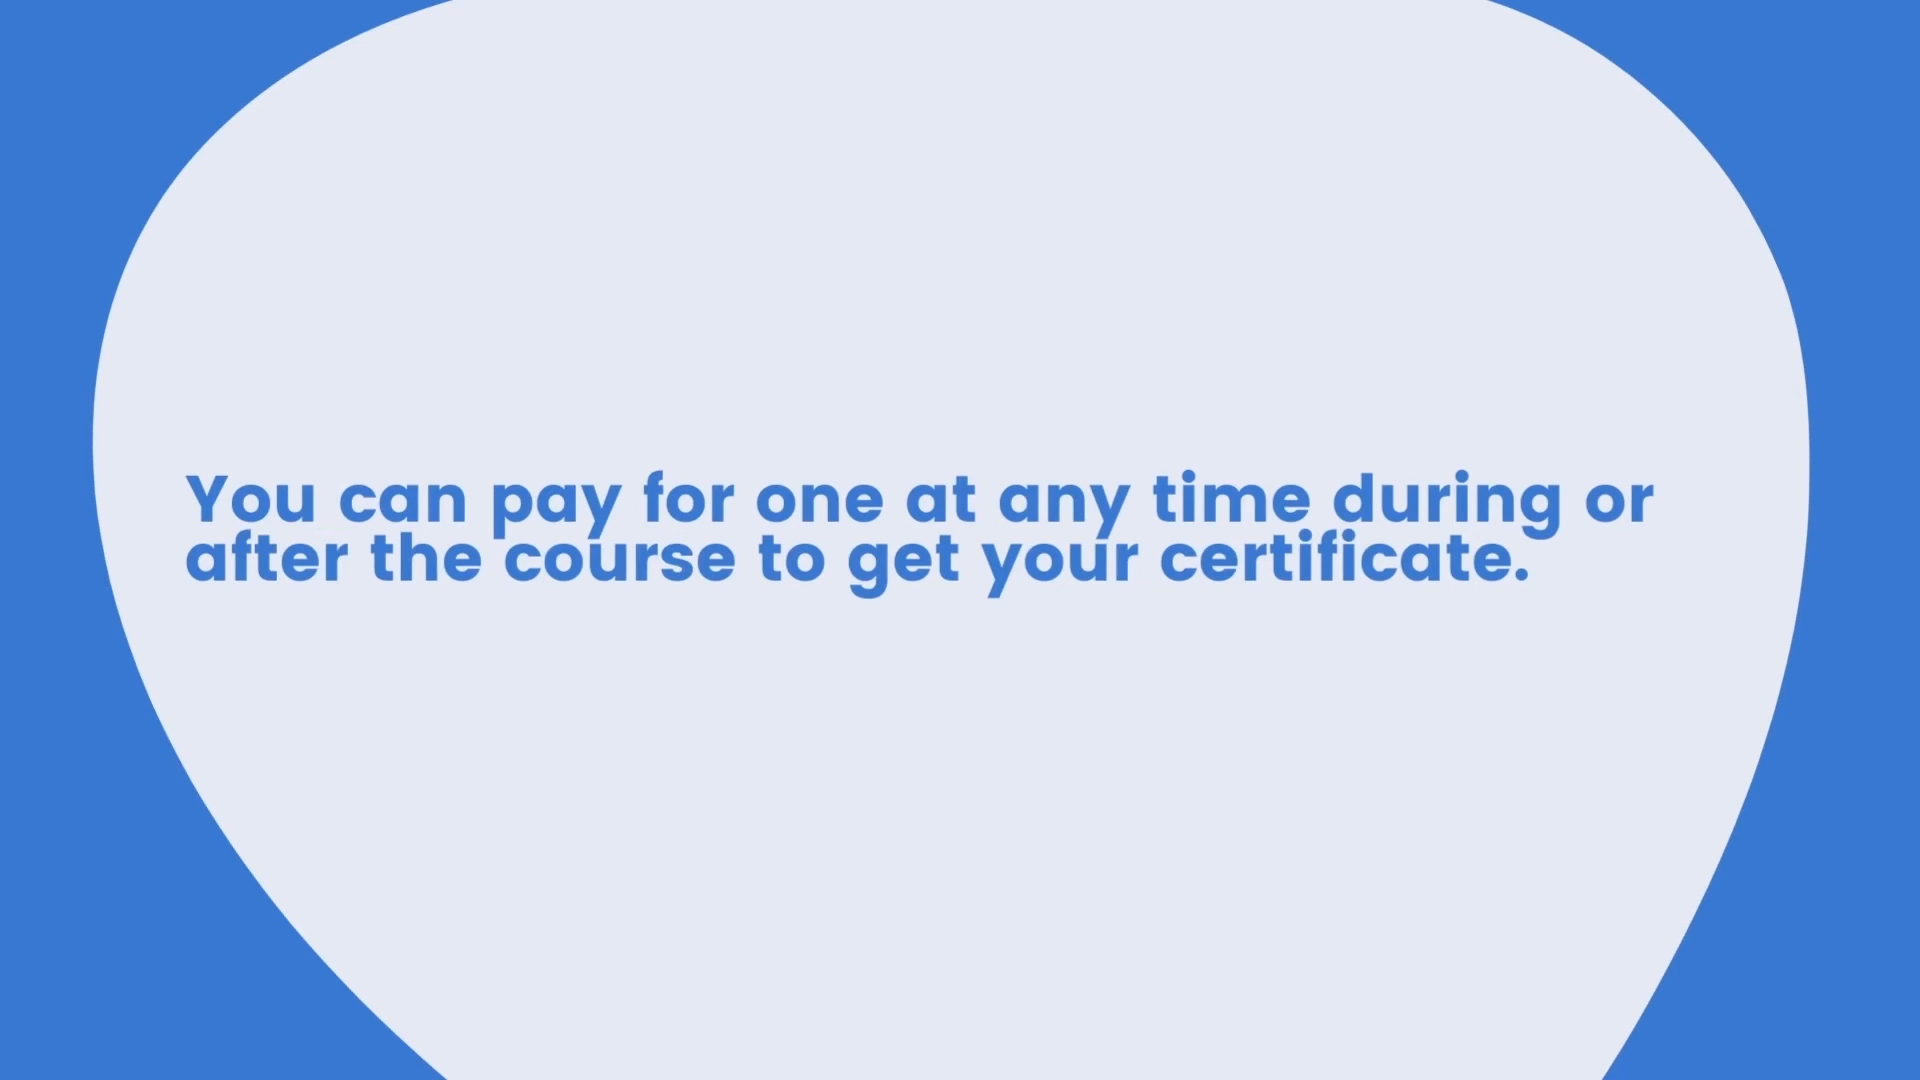 You can pay for one at any time during or
after the course to get your certificate.